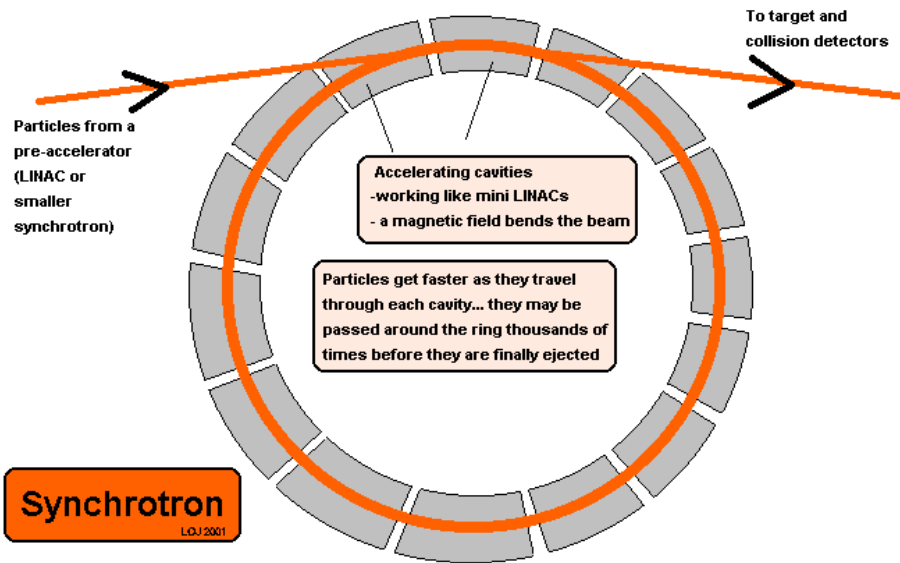 To target and
collision detectors
Particles from a
pre-accelerator
(LINAC or
smaller
synchrotron)
Accelerating cavities
-working like mini LINACs
- a magnetic field bends the beam
Particles get faster as they travel
through each cavity... they may be
passed around the ring thousands of
times before they are finally ejected
Synchrotron
LOJ 2001